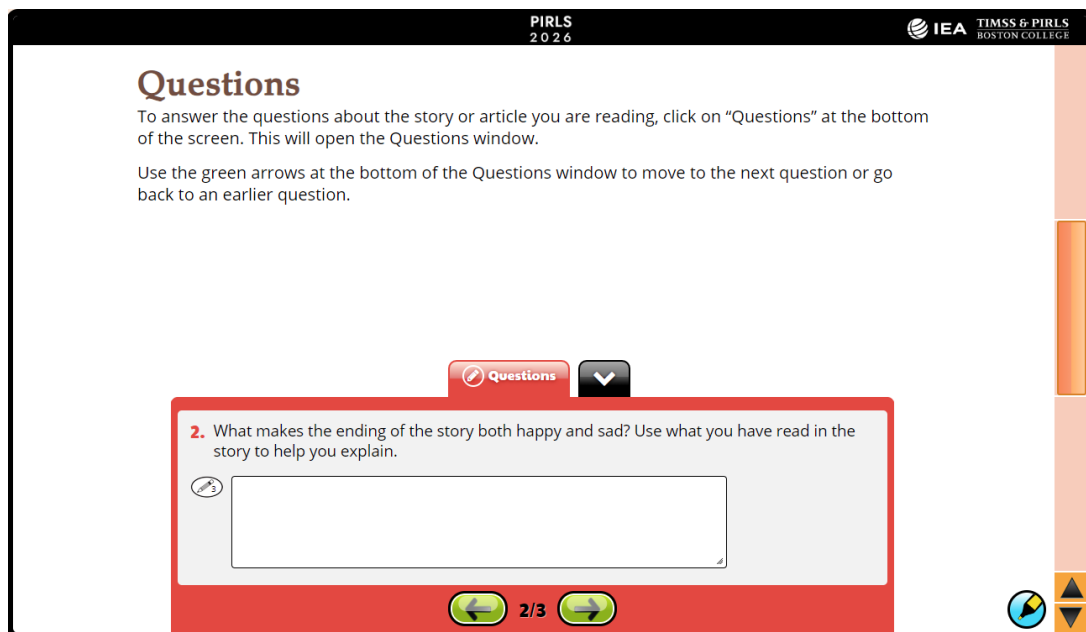 PIRLS
2026
IEA TIMSS & PIRLS
BOSTON COLLEGE
Questions
To answer the questions about the story or article you are reading, click on “Questions” at the bottom
of the screen. This will open the Questions window.
Use the green arrows at the bottom of the Questions window to move to the next question or go
back to an earlier question.
Questions
2. What makes the ending of the story both happy and sad? Use what you have read in the
story to help you explain.
3
2/3